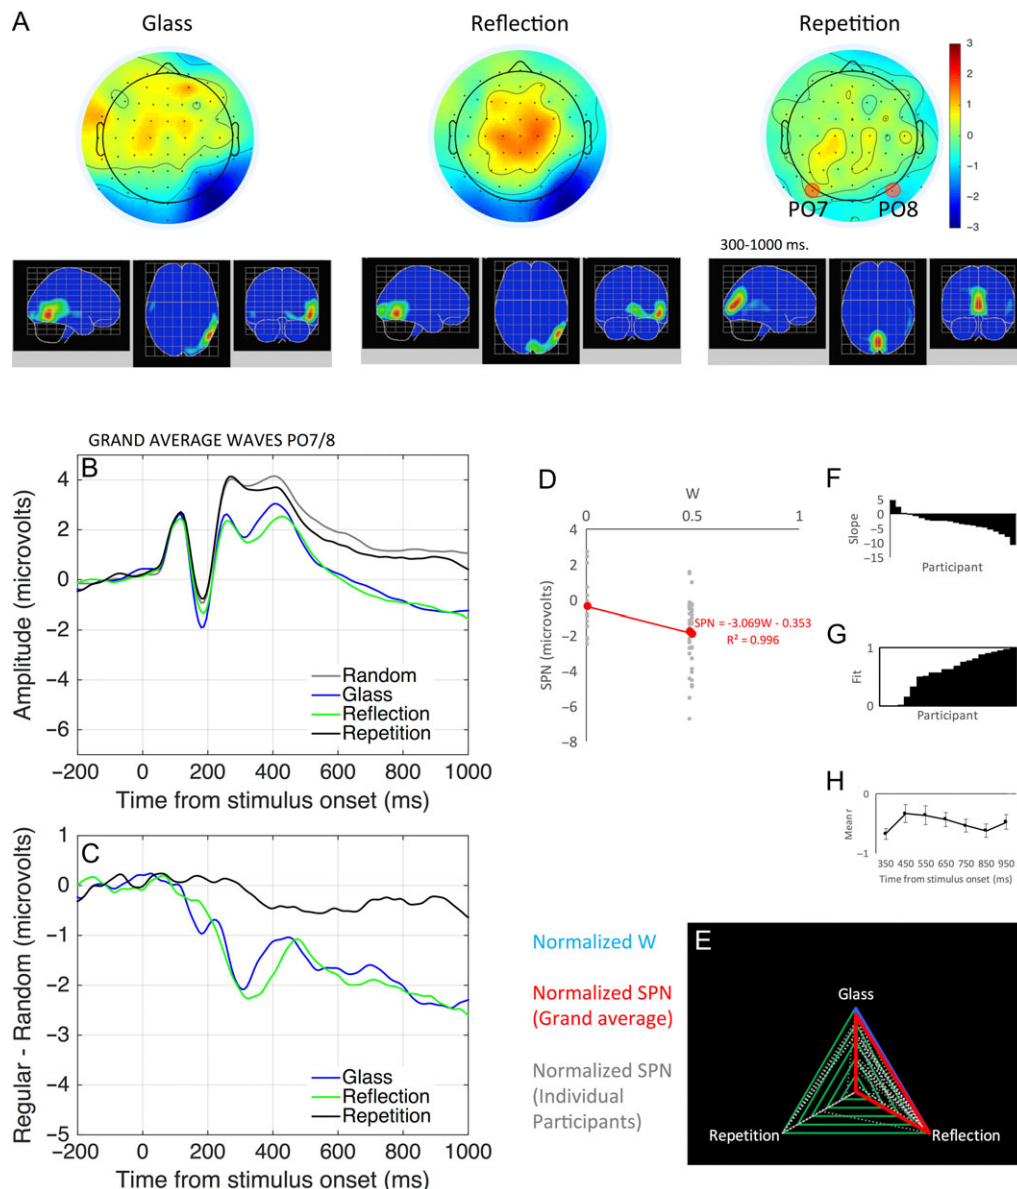 A
Glass
Reflection
Repetition
3
2
1
0
−1
−2
−3
PO7
PO8
300-1000 ms.
GRAND AVERAGE WAVES PO7/8
B
Amplitude (microvolts)
4
2
0
−2
−4
−6
Random
Glass
Reflection
Repetition
−200
0
200
400
600
800
1000
Time from stimulus onset (ms)
C
Regular - Random (microvolts)
1
0
−1
−2
−3
−4
−5
Glass
Reflection
Repetition
−200
0
200
400
600
800
1000
Time from stimulus onset (ms)
D
W
0
0.5
1
SPN (microvolts)
4
2
0
−2
−4
−6
−8
SPN = -3.069W - 0.353
R² = 0.996
F
Slope
5
0
−5
−10
−15
Participant
G
Fit
1
0
Participant
H
Mean r
0
−1
350 450 550 650 750 850 950
Time from stimulus onset (ms)
Normalized W
Normalized SPN
(Grand average)
Normalized SPN
(Individual
Participants)
E
Glass
Repetition
Reflection